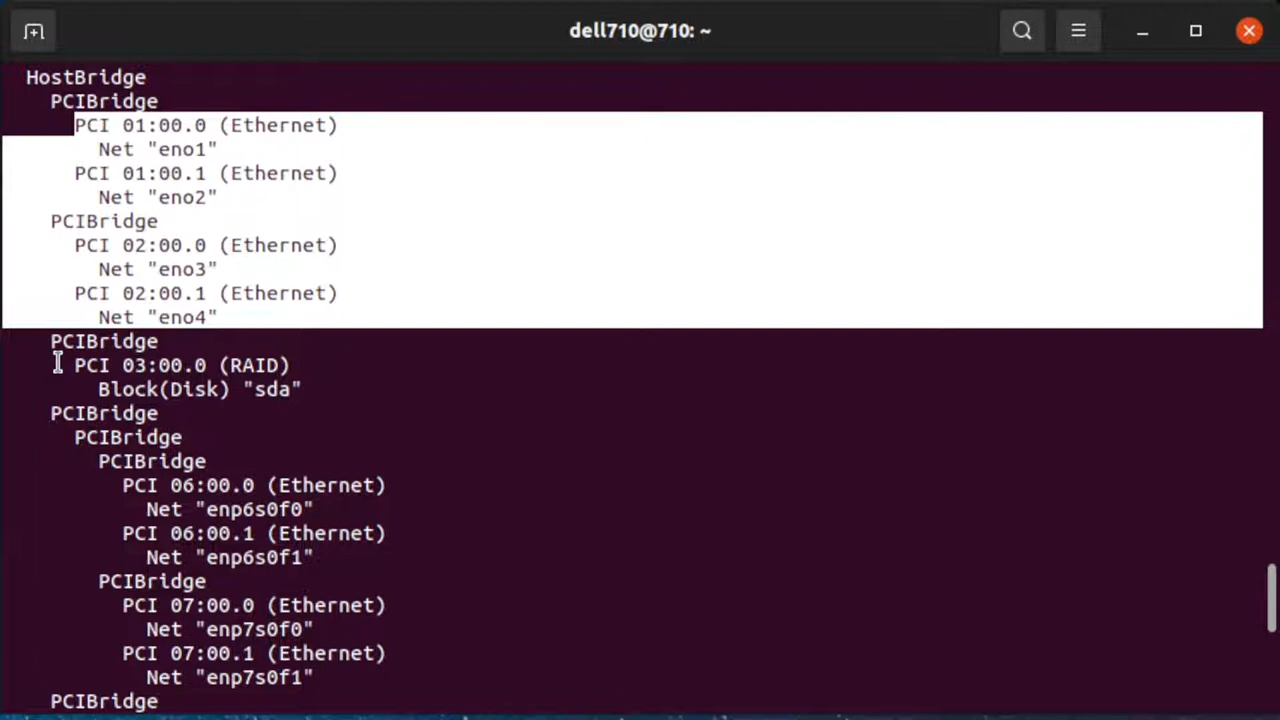 dell710@710: ~
HostBridge
PCIBridge
PCI 01:00.0 (Ethernet)
Net "eno1"
PCI 01:00.1 (Ethernet)
Net "eno2"
PCIBridge
PCI 02:00.0 (Ethernet)
Net "eno3"
PCI 02:00.1 (Ethernet)
Net "eno4"
PCIBridge
PCI 03:00.0 (RAID)
Block(Disk) "sda"
PCIBridge
PCIBridge
PCIBridge
PCI 06:00.0 (Ethernet)
Net "enp6s0f0"
PCI 06:00.1 (Ethernet)
Net "enp6s0f1"
PCIBridge
PCI 07:00.0 (Ethernet)
Net "enp7s0f0"
PCI 07:00.1 (Ethernet)
Net "enp7s0f1"
PCIBridge